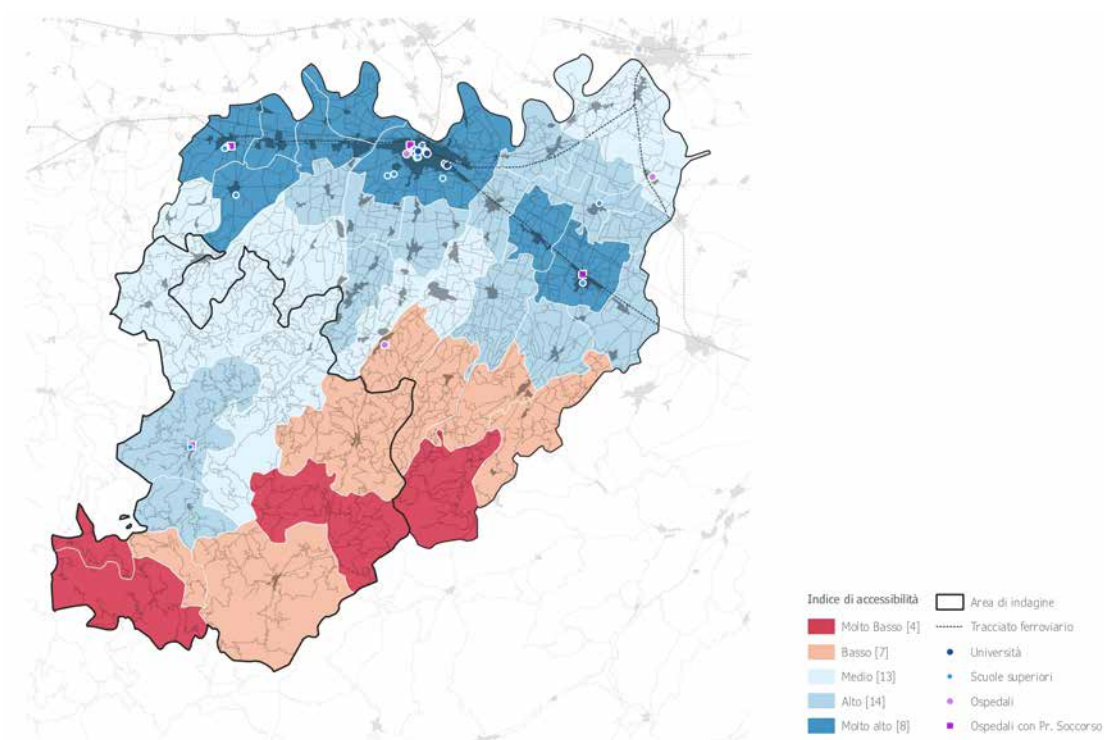 Indice di accessibilità
Molto Basso [4]
Basso [7]
Medio [13]
Alto [14]
Molto alto [8]
Area di indagine
Tracciato ferroviario
Università
Scuole superiori
Ospedali
Ospedali con Pr. Soccorso